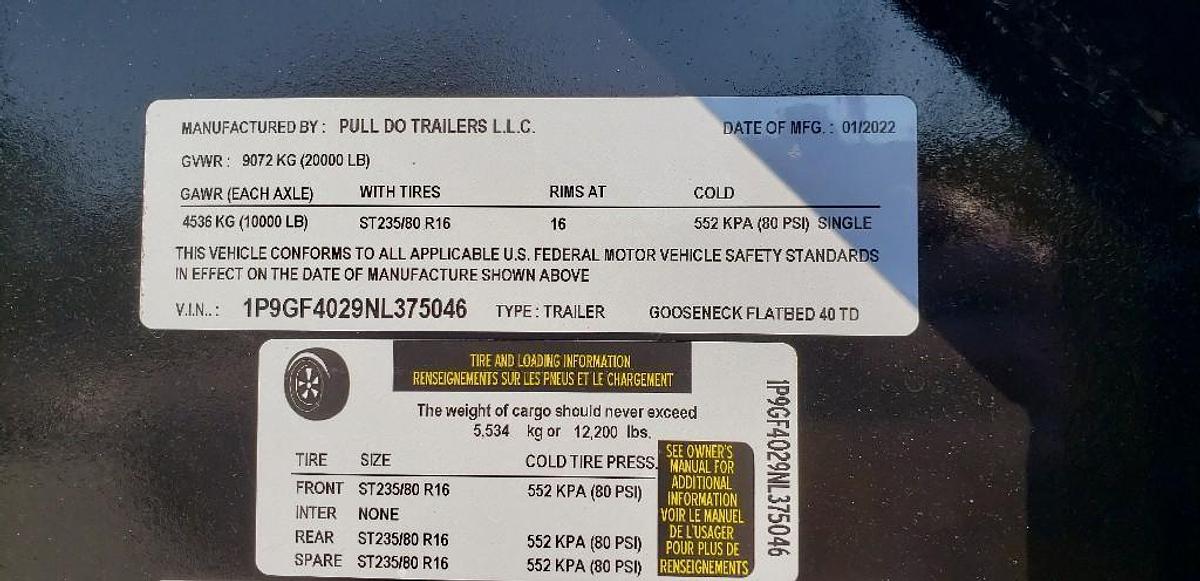 MANUFACTURED BY : PULL DO TRAILERS L.L.C. DATE OF MFG. : 01/2022
GVWR : 9072 KG (20000 LB)
GAWR (EACH AXLE) WITH TIRES RIMS AT COLD
4536 KG (10000 LB) ST235/80 R16 16 552 KPA (80 PSI) SINGLE
THIS VEHICLE CONFORMS TO ALL APPLICABLE U.S. FEDERAL MOTOR VEHICLE SAFETY STANDARDS
IN EFFECT ON THE DATE OF MANUFACTURE SHOWN ABOVE
V.I.N..: 1P9GF4029NL375046 TYPE : TRAILER GOOSENECK FLATBED 40 TD
TIRE AND LOADING INFORMATION
RENSEIGNEMENTS SUR LES PNEUS ET LE CHARGEMENT
The weight of cargo should never exceed
5,534 kg or 12,200 lbs.
TIRE SIZE COLD TIRE PRESS.
FRONT ST235/80 R16 552 KPA (80 PSI)
INTER NONE
REAR ST235/80 R16 552 KPA (80 PSI)
SPARE ST235/80 R16 552 KPA (80 PSI)
SEE OWNER'S
MANUAL FOR
ADDITIONAL
INFORMATION
VOIR LE MANUEL
DE L'USAGER
POUR PLUS DE
RENSEIGNEMENTS
1P9GF4029NL375046